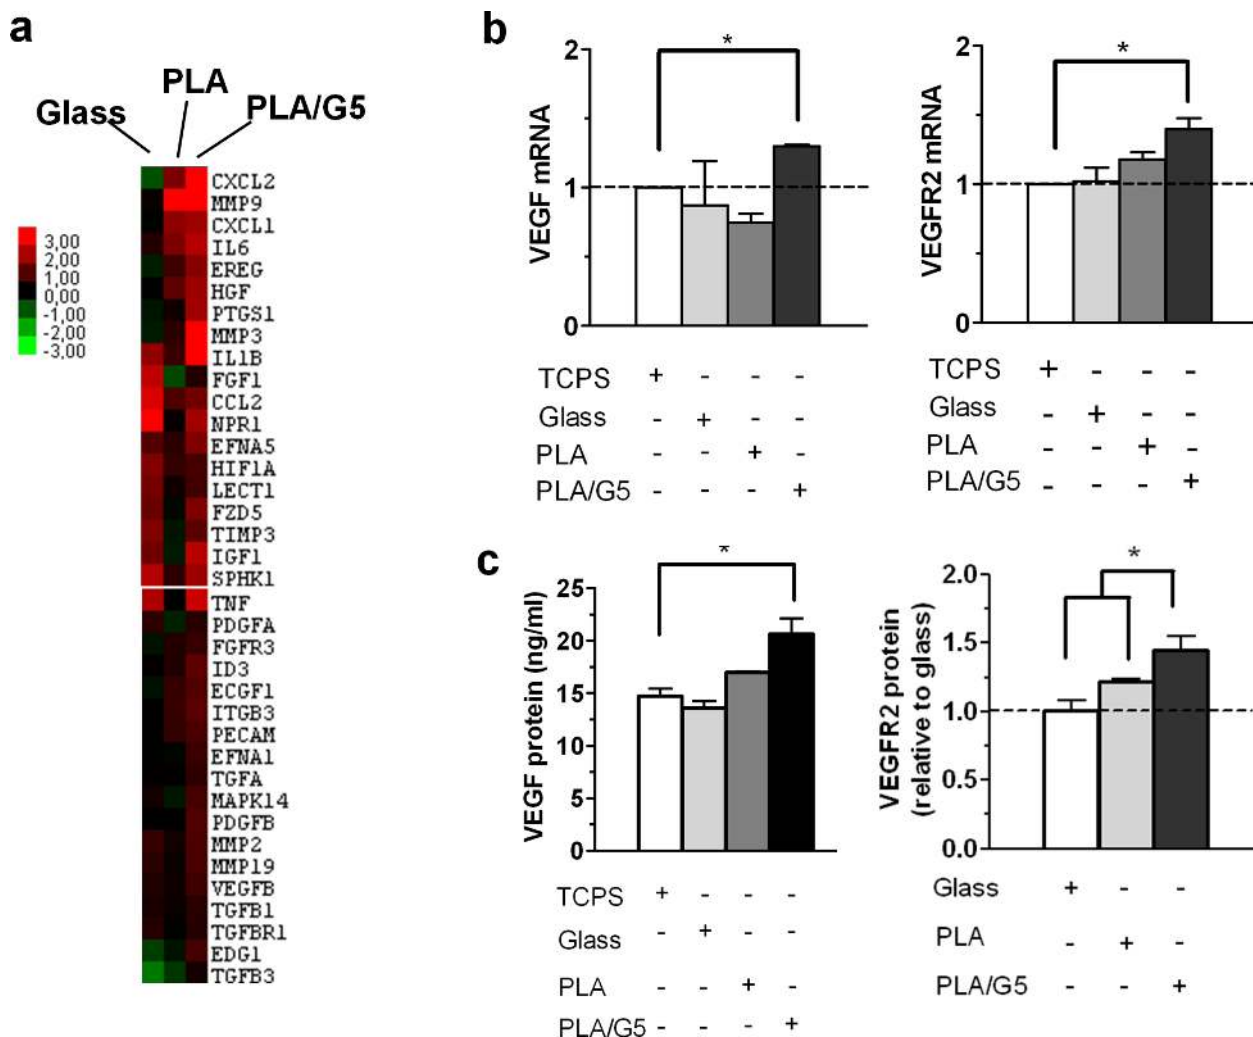 a
Glass
PLA
PLA/G5
3,00
2,00
1,00
0,00
-1,00
-2,00
-3,00
CXCL2
MMP9
CXCL1
IL6
EREG
HGF
PTGS1
MMP3
IL1B
FGF1
CCL2
NPR1
EFNA5
HIF1A
LECT1
FZD5
TIMP3
IGF1
SPHK1
TNF
PDGFA
FGFR3
ID3
ECGF1
ITGB3
PECAM
EFNA1
TGFA
MAPK14
PDGFB
MMP2
MMP19
VEGFB
TGFB1
TGFBR1
EDG1
TGFB3
b
VEGF mRNA
2
1
0
*
TCPS + - - -
Glass - + - -
PLA - - + -
PLA/G5 - - - +
VEGFR2 mRNA
2
1
0
*
TCPS + - - -
Glass - + - -
PLA - - + -
PLA/G5 - - - +
c
VEGF protein (ng/ml)
25
20
15
10
5
0
*
TCPS + - - -
Glass - + - -
PLA - - + -
PLA/G5 - - - +
VEGFR2 protein
(relative to glass)
2.0
1.5
1.0
0.5
0.0
*
Glass + - -
PLA - + -
PLA/G5 - - +